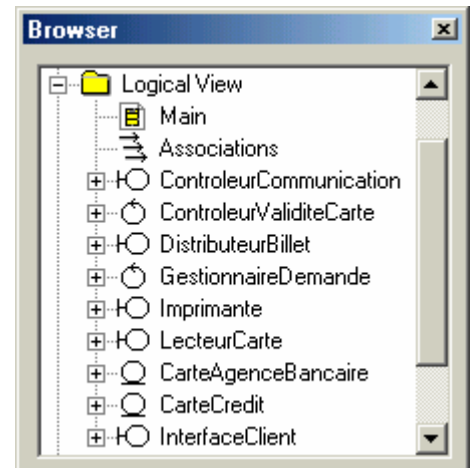 Browser
Logical View
Main
Associations
ControleurCommunication
ControleurValiditeCarte
DistributeurBillet
GestionnaireDemande
Imprimante
LecteurCarte
CarteAgenceBancaire
CarteCredit
InterfaceClient